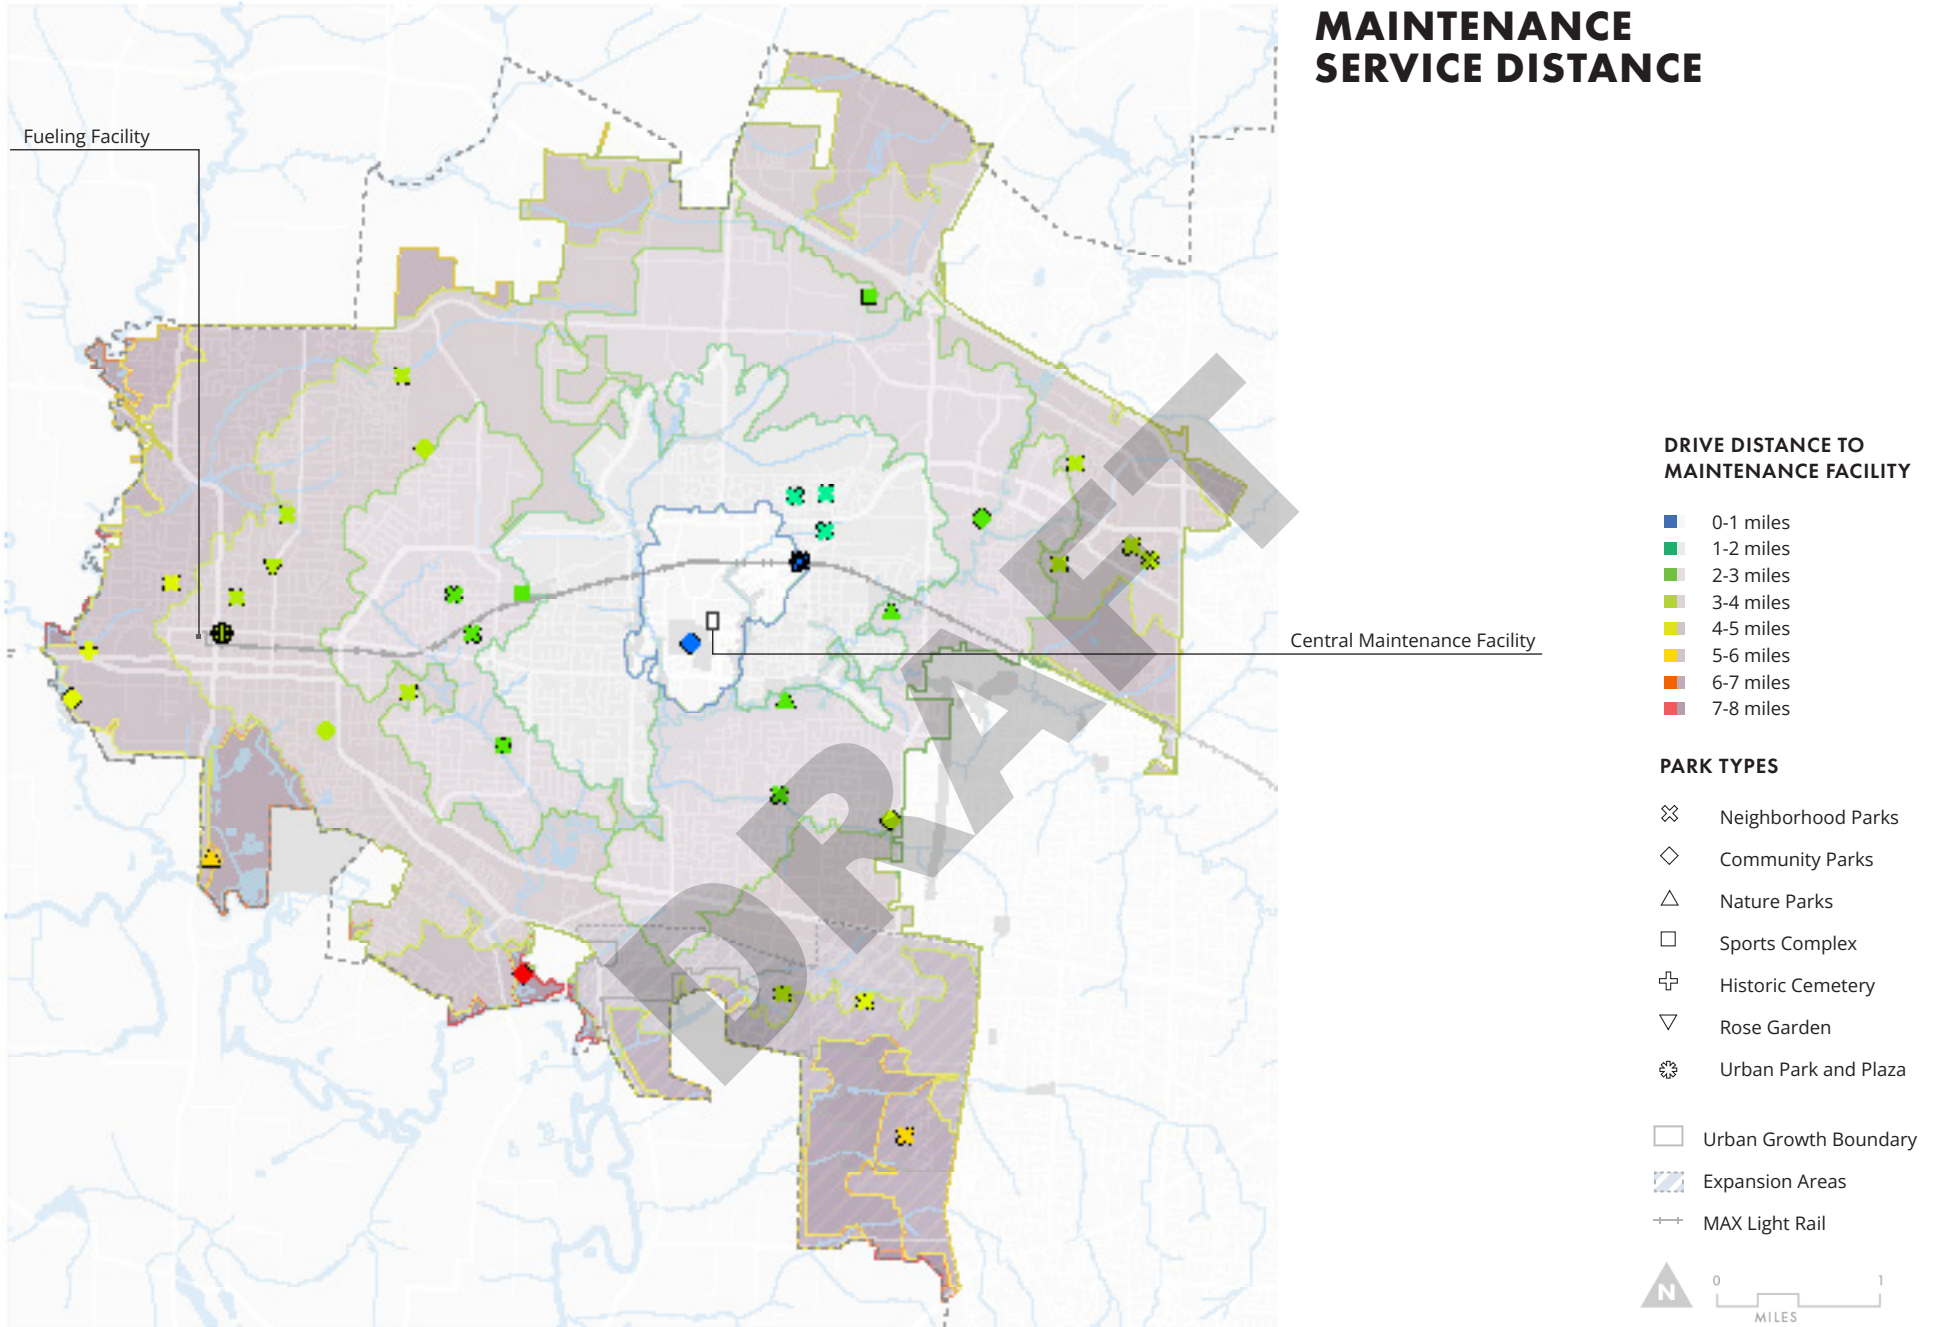 MAINTENANCE
SERVICE DISTANCE
Fueling Facility
Central Maintenance Facility
DRAFT
DRIVE DISTANCE TO
MAINTENANCE FACILITY
0-1 miles
1-2 miles
2-3 miles
3-4 miles
4-5 miles
5-6 miles
6-7 miles
7-8 miles
PARK TYPES
Neighborhood Parks
Community Parks
Nature Parks
Sports Complex
Historic Cemetery
Rose Garden
Urban Park and Plaza
Urban Growth Boundary
Expansion Areas
MAX Light Rail
N
0 1
MILES